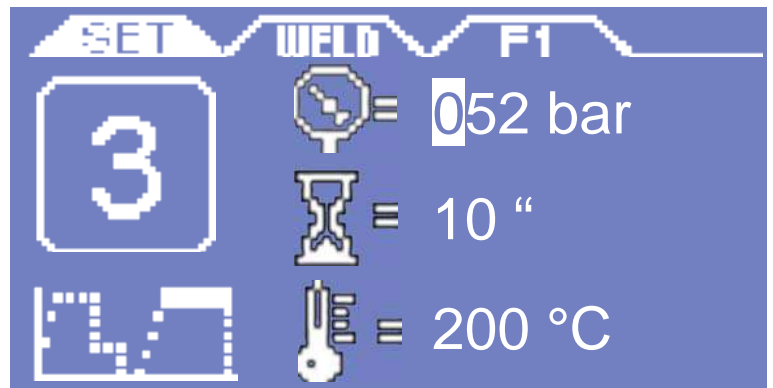 SET WELD F1
3
= 052 bar
= 10 “
= 200 °C